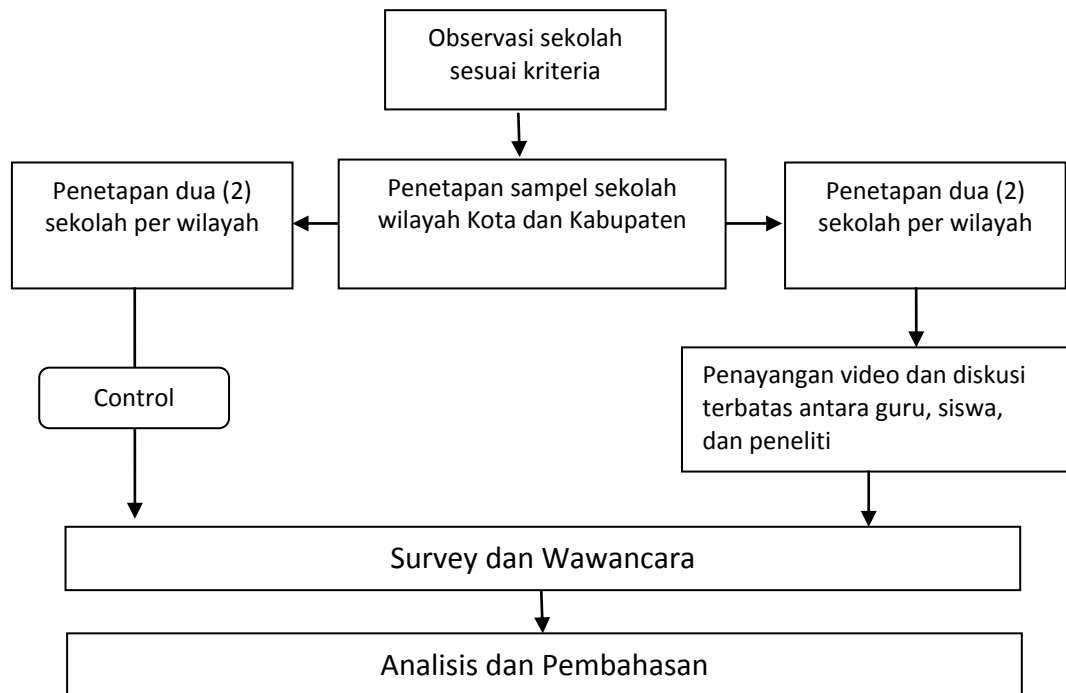 Observasi sekolah
sesuai kriteria
Penetapan dua (2)
sekolah per wilayah
Penetapan sampel sekolah
wilayah Kota dan Kabupaten
Penetapan dua (2)
sekolah per wilayah
Control
Penayangan video dan diskusi
terbatas antara guru, siswa,
dan peneliti
Survey dan Wawancara
Analisis dan Pembahasan